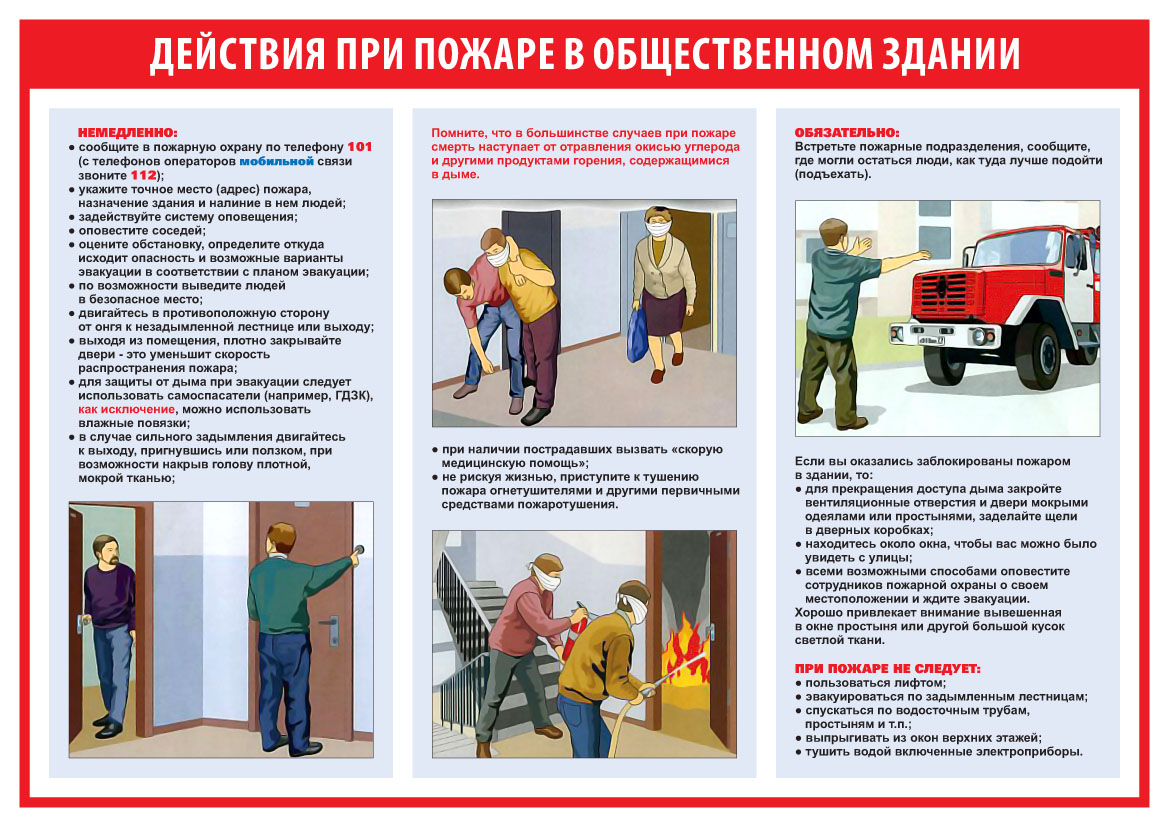 ДЕЙСТВИЯ ПРИ ПОЖАРЕ В ОБЩЕСТВЕННОМ ЗДАНИИ
НЕМЕДЛЕННО:
● сообщите в пожарную охрану по телефону 101
(с телефонов операторов мобильной связи
звоните 112);
● укажите точное место (адрес) пожара,
назначение здания и налиние в нем людей;
● задействуйте систему оповещения;
● оповестите соседей;
● оцените обстановку, определите откуда
исходит опасность и возможные варианты
эвакуации в соответствии с планом эвакуации;
● по возможности выведите людей
в безопасное место;
● двигайтесь в противоположную сторону
от онгя к незадымленной лестнице или выходу;
● выходя из помещения, плотно закрывайте
двери - это уменьшит скорость
распространения пожара;
● для защиты от дыма при эвакуации следует
использовать самоспатели (например, ГДЗК),
как исключение, можно использовать
влажные повязки;
● в случае сильного задымления двигайтесь
к выходу, пригнувшись или ползком, при
возможности накрыв голову плотной,
мокрой тканью;
Помните, что в большинстве случаев при пожаре
смерть наступает от отравления окисью углерода
и другими продуктами горения, содержащимися
в дыме.
● при наличии пострадавших вызвать «скорую
медицинскую помощь»;
● не рискуя жизнью, приступите к тушению
пожара огнетушителями и другими первичными
средствами пожаротушения.
ОБЯЗАТЕЛЬНО:
Встретьте пожарные подразделения, сообщите,
где могли остаться люди, как туда лучше подойти
(подъехать).
Если вы оказались заблокированы пожаром
в здании, то:
● для прекращения доступа дыма закройте
вентиляционные отверстия и двери мокрыми
одеялами или простынями, заделайте щели
в дверных коробках;
● находитесь около окна, чтобы вас можно было
увидеть с улицы;
● всеми возможными способами оповестите
сотрудников пожарной охраны о своем
местоположении и ждите эвакуации.
Хорошо привлекает внимание вывешенная
в окне простыня или другой большой кусок
светлой ткани.
ПРИ ПОЖАРЕ НЕ СЛЕДУЕТ:
● пользоваться лифтом;
● эвакуироваться по задымленным лестницам;
● спускаться по водосточным трубам,
простыням и т.п.;
● выпрыгивать из окон верхних этажей;
● тушить водой включенные электроприборы.